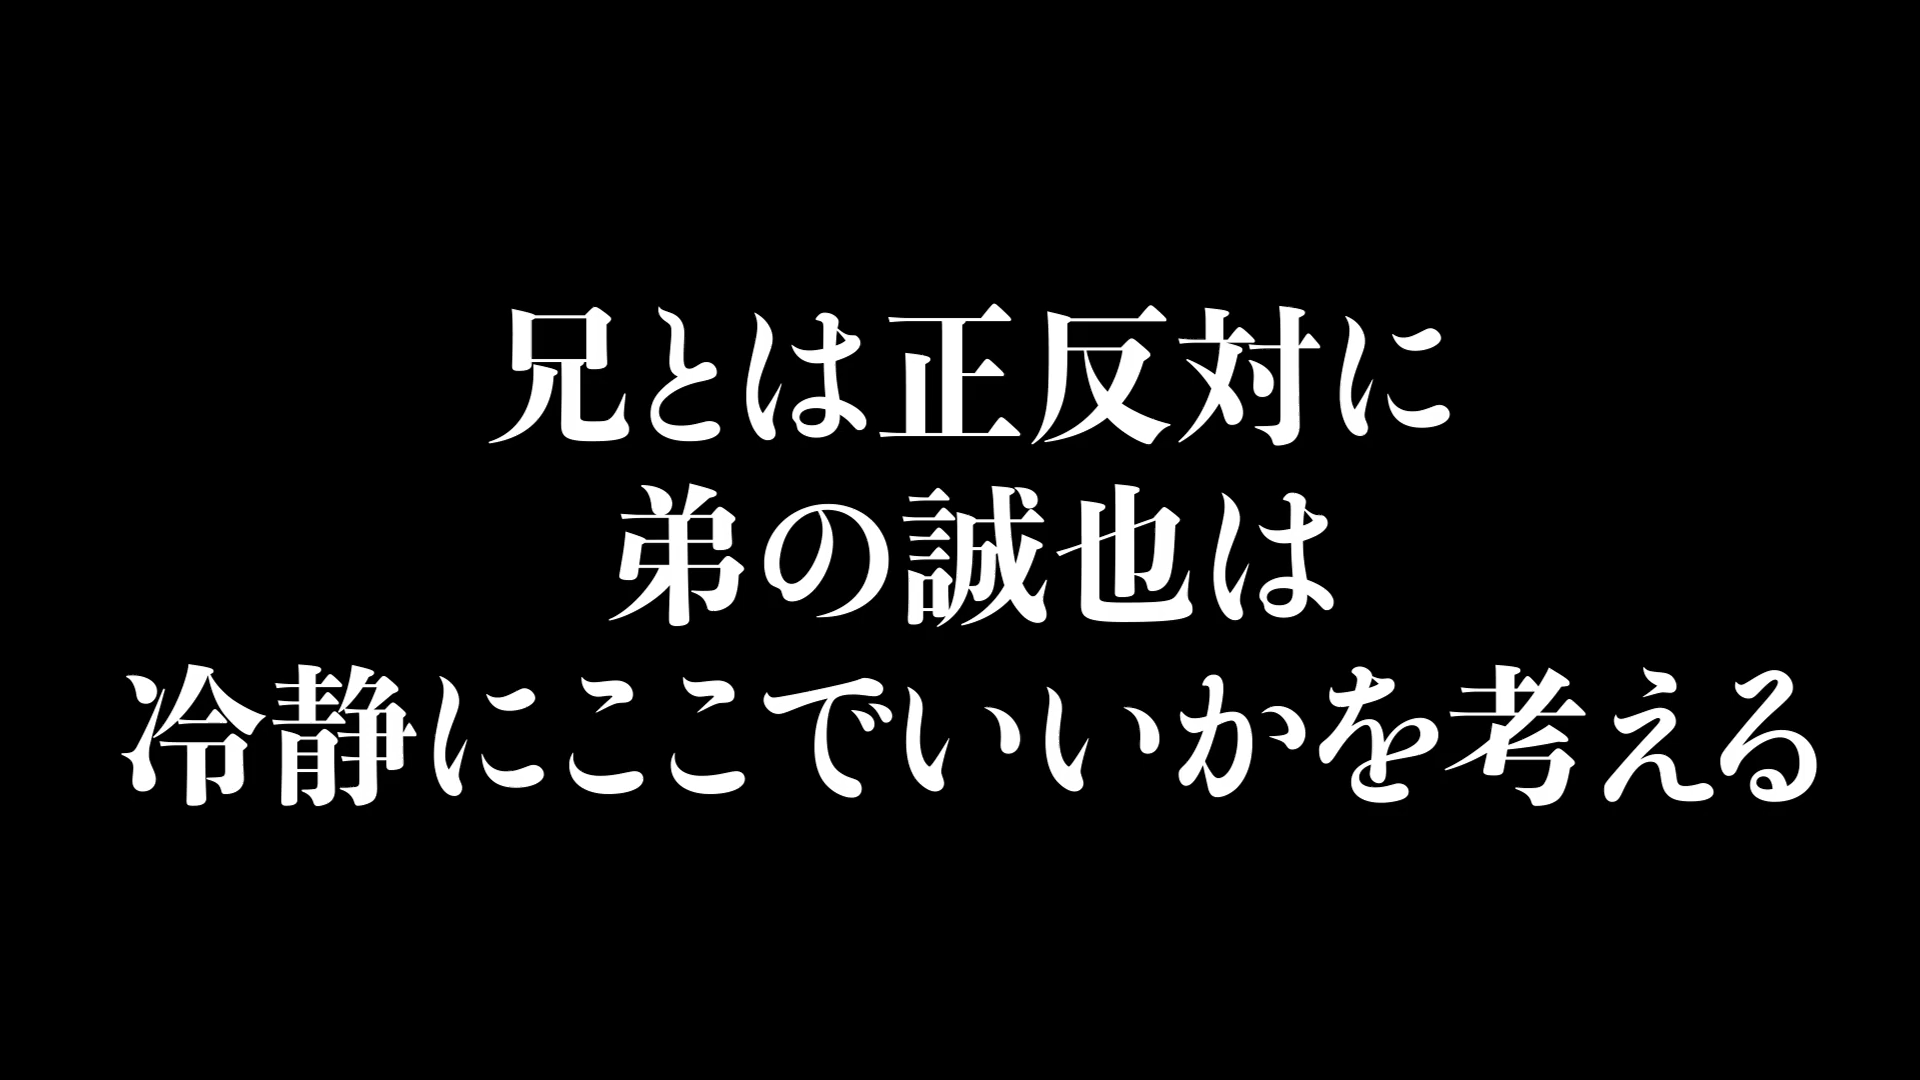 兄とは正反対に
弟の誠也は
冷静にここでいいかを考える